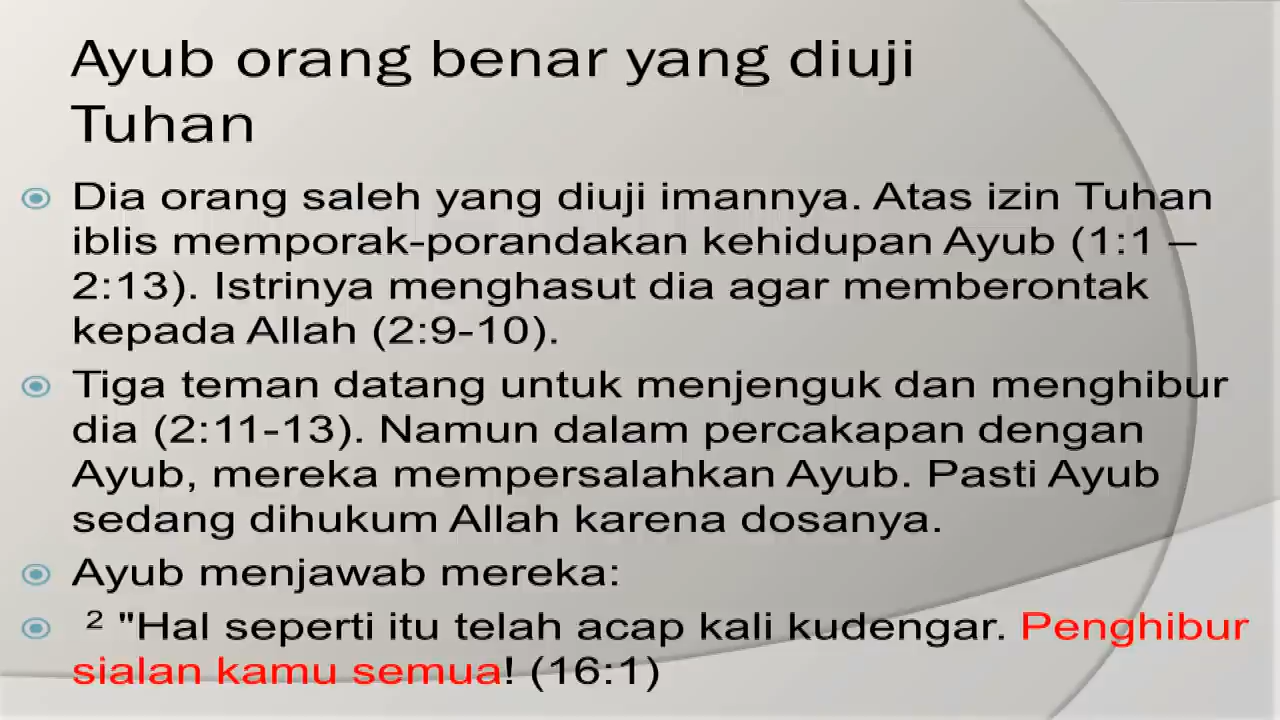 Ayub orang benar yang diuji
Tuhan
Dia orang saleh yang diuji imannya. Atas izin Tuhan
iblis memporak-porandakan kehidupan Ayub (1:1 –
2:13). Istrinya menghasut dia agar memberontak
kepada Allah (2:9-10).
Tiga teman datang untuk menjenguk dan menghibur
dia (2:11-13). Namun dalam percakapan dengan
Ayub, mereka mempersalahkan Ayub. Pasti Ayub
sedang dihukum Allah karena dosanya.
Ayub menjawab mereka:
² "Hal seperti itu telah acap kali kudengar. Penghibur
sialan kamu semua! (16:1)